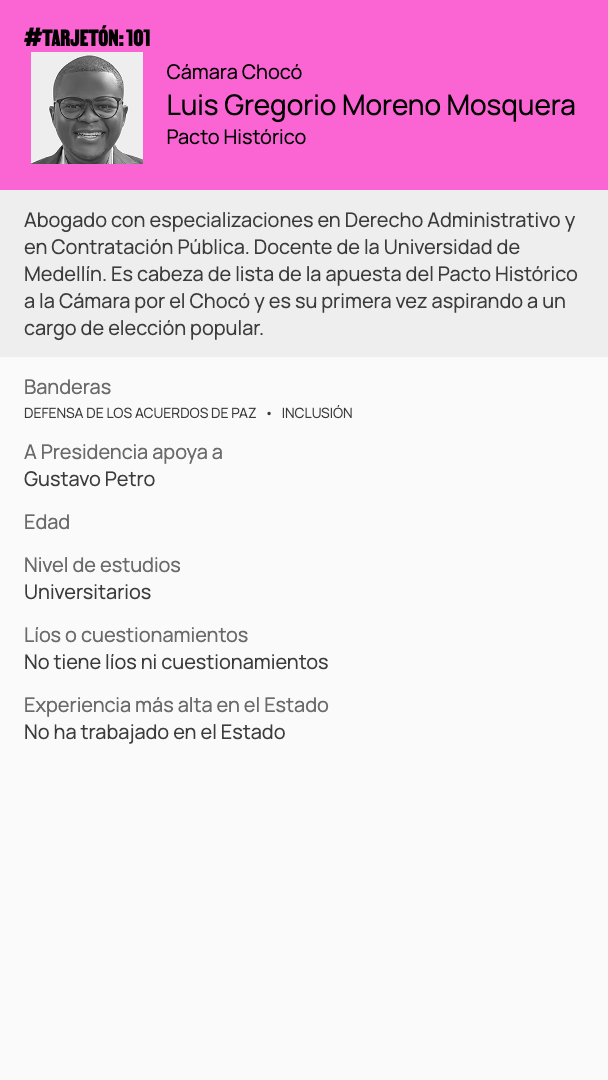 #TARJETÓN: 101
Cámara Chocó
Luis Gregorio Moreno Mosquera
Pacto Histórico
Abogado con especializaciones en Derecho Administrativo y
en Contratación Pública. Docente de la Universidad de
Medellín. Es cabeza de lista de la apuesta del Pacto Histórico
a la Cámara por el Chocó y es su primera vez aspirando a un
cargo de elección popular.
Banderas
DEFENSA DE LOS ACUERDOS DE PAZ • INCLUSIÓN
A Presidencia apoya a
Gustavo Petro
Edad
Nivel de estudios
Universitarios
Líos o cuestionamientos
No tiene líos ni cuestionamientos
Experiencia más alta en el Estado
No ha trabajado en el Estado